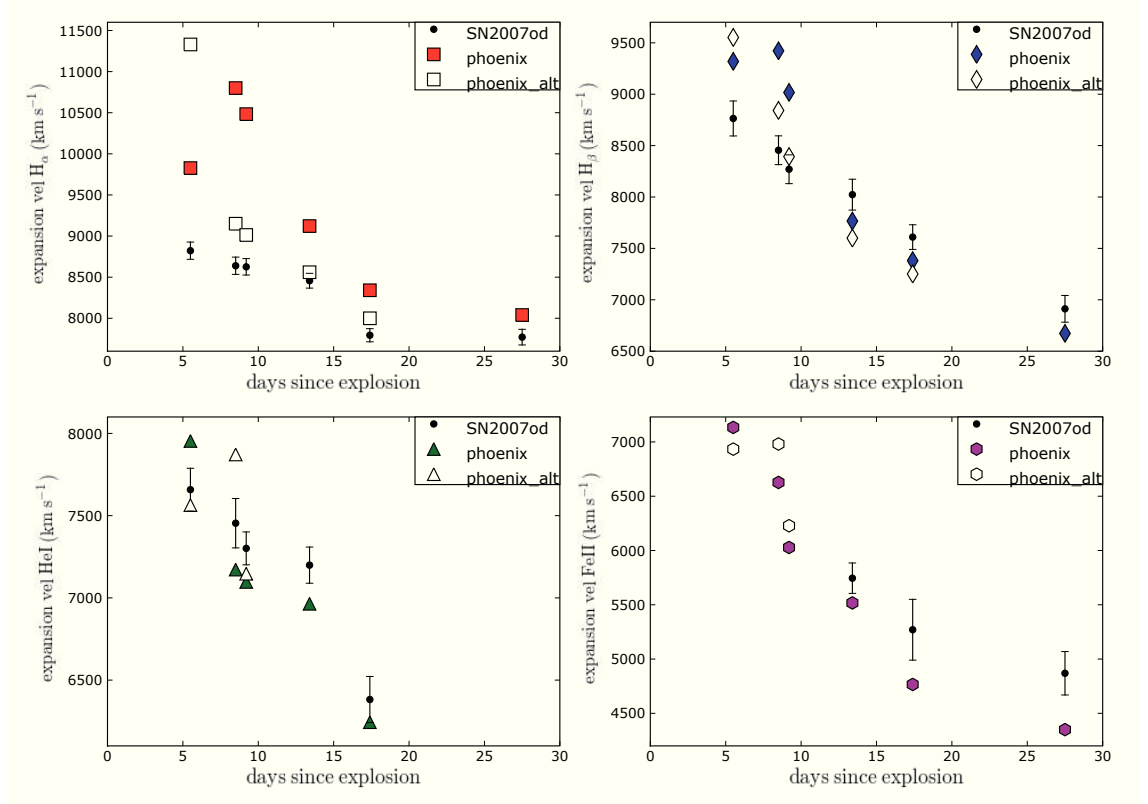 11500
11000
10500
10000
9500
9000
8500
8000
expansion vel Hα (km s⁻¹)
0 5 10 15 20 25 30
days since explosion
SN2007od
phoenix
phoenix_alt
9500
9000
8500
8000
7500
7000
6500
expansion vel Hβ (km s⁻¹)
0 5 10 15 20 25 30
days since explosion
SN2007od
phoenix
phoenix_alt
8000
7500
7000
6500
expansion vel HeI (km s⁻¹)
0 5 10 15 20 25 30
days since explosion
SN2007od
phoenix
phoenix_alt
7000
6500
6000
5500
5000
4500
expansion vel FeII (km s⁻¹)
0 5 10 15 20 25 30
days since explosion
SN2007od
phoenix
phoenix_alt